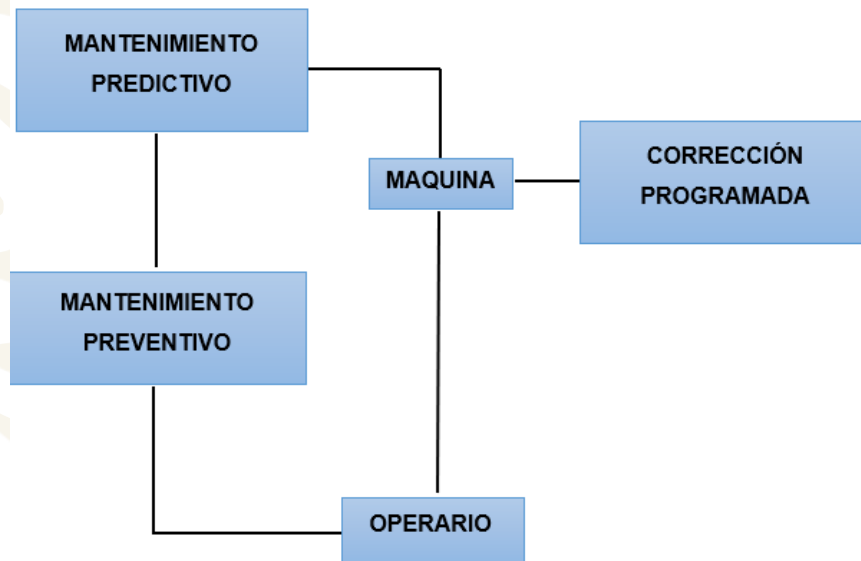 MANTENIMIENTO
PREDICTIVO
MAQUINA
CORRECCIÓN
PROGRAMADA
MANTENIMIENTO
PREVENTIVO
OPERARIO